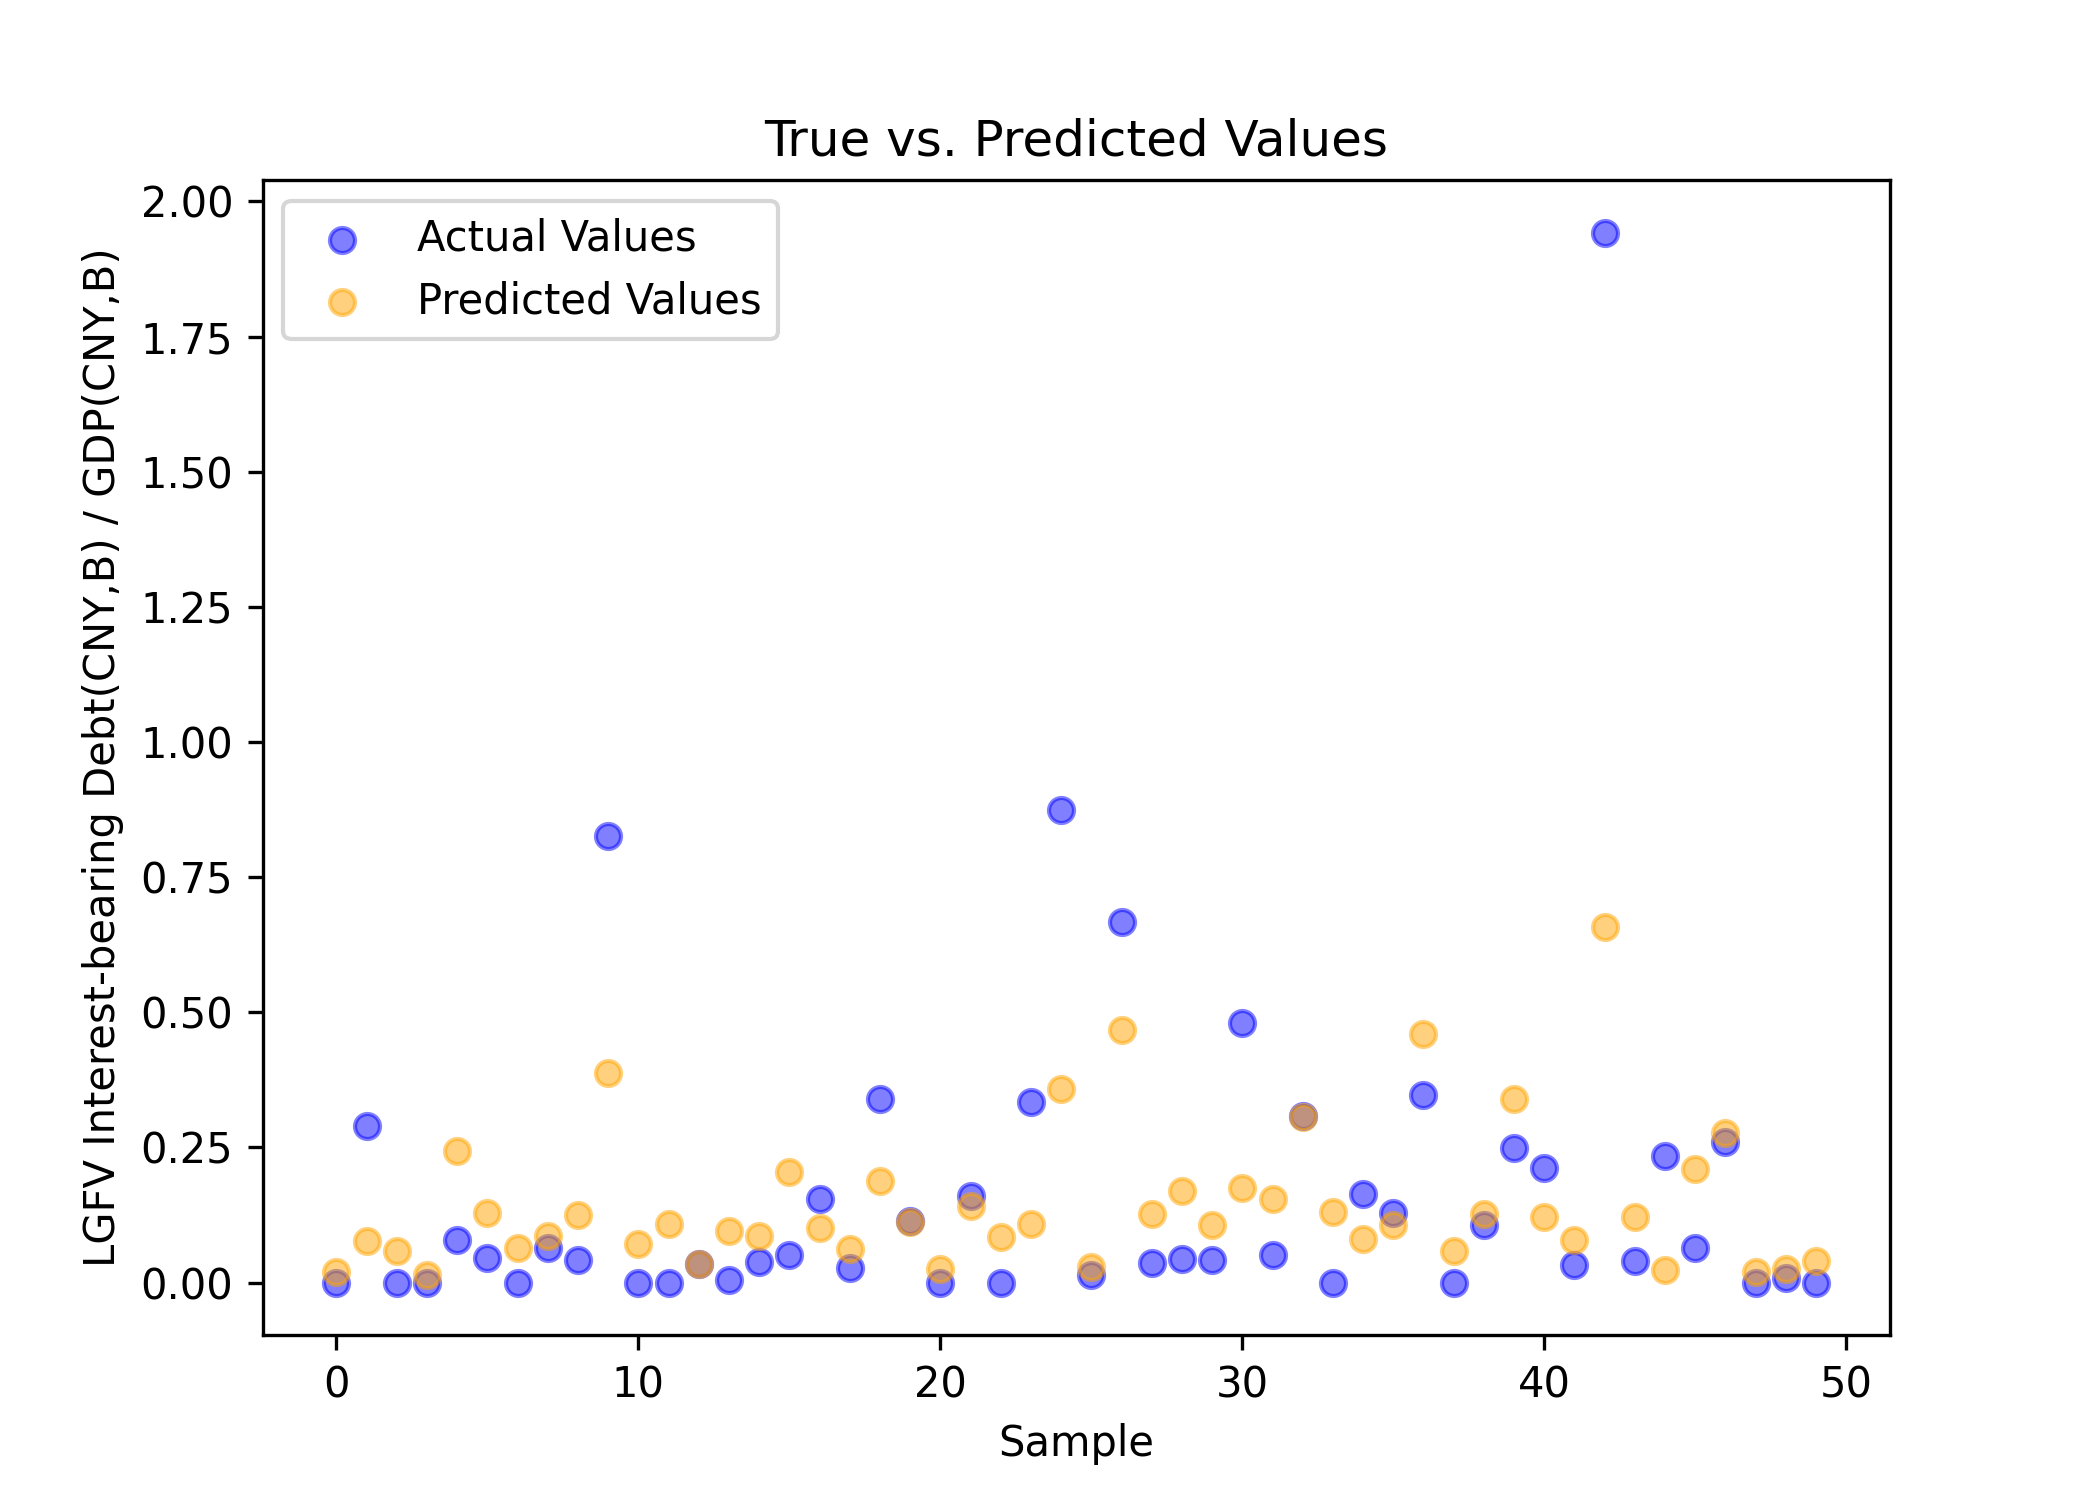 True vs. Predicted Values
Actual Values
Predicted Values
LGFV Interest-bearing Debt(CNY,B) / GDP(CNY,B)
2.00
1.75
1.50
1.25
1.00
0.75
0.50
0.25
0.00
0 10 20 30 40 50
Sample